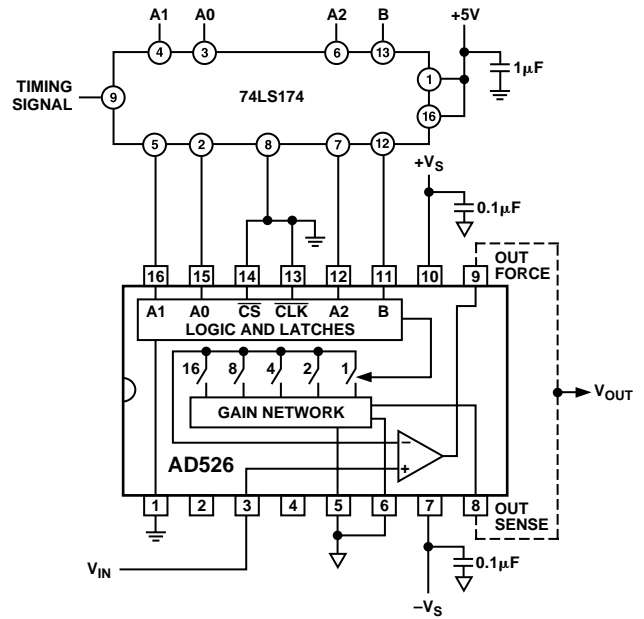 A1 A0 A2 B +5V
4 3 6 13
1
1μF
TIMING
SIGNAL
9
74LS174
16
5 2 8 7 12
+VS
0.1μF
OUT
FORCE
16 15 14 13 12 11 10 9
A1 A0 CS CLK A2 B
LOGIC AND LATCHES
16 8 4 2 1
VOUT
GAIN NETWORK
−
+
AD526
1 2 3 4 5 6 7 8
OUT
SENSE
VIN
0.1μF
–VS